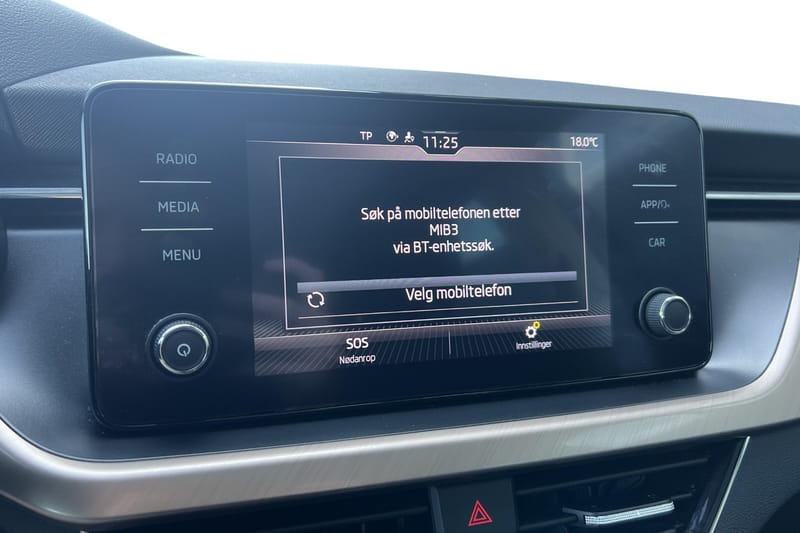 TP 11:25 18.0°C
RADIO
MEDIA
MENU
Søk på mobiltelefonen etter
MIB3
via BT-enhetssøk.
Velg mobiltelefon
SOS
Nødanrop
Innstillinger
PHONE
APP/
CAR